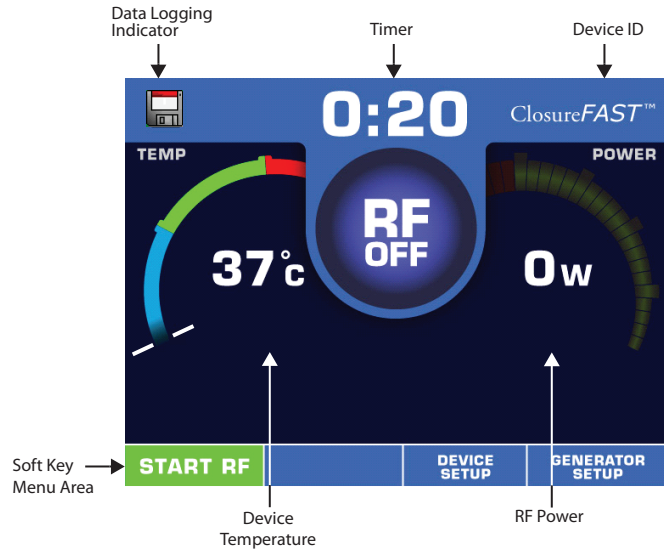 Data Logging
Indicator
Timer
Device ID
0:20
ClosureFAST™
TEMP
POWER
RF
OFF
37°c
0w
Soft Key
Menu Area
START RF
DEVICE
SETUP
GENERATOR
SETUP
Device
Temperature
RF Power